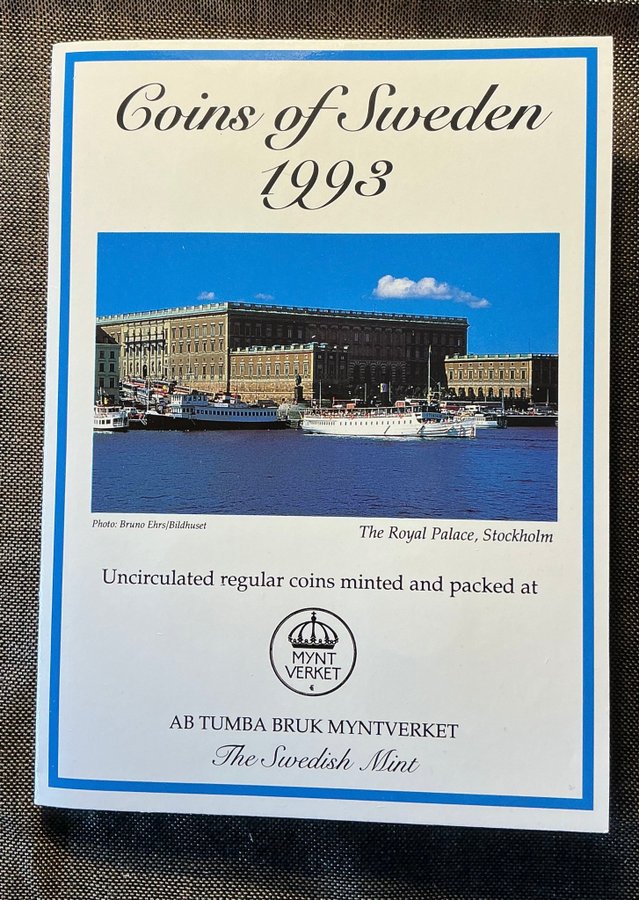 Coins of Sweden
1993
Photo: Bruno Ehrs/Bildhuset
The Royal Palace, Stockholm
Uncirculated regular coins minted and packed at
MYNT
VERKET
AB TUMBA BRUK MYNTVERKET
The Swedish Mint